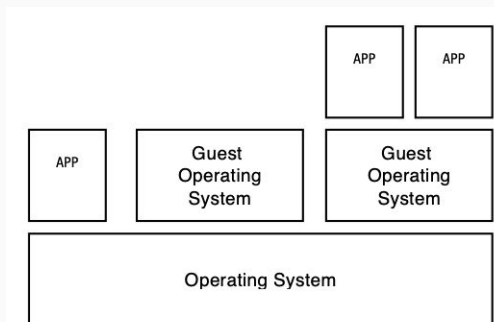 APP
APP
APP
Guest
Operating
System
Guest
Operating
System
Operating System